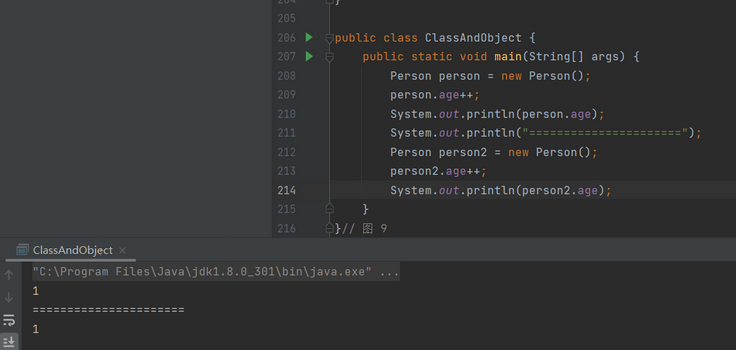 204 }
205
206 public class ClassAndObject {
207 public static void main(String[] args) {
208 Person person = new Person();
209 person.age++;
210 System.out.println(person.age);
211 System.out.println("======================");
212 Person person2 = new Person();
213 person2.age++;
214 System.out.println(person2.age);
215 }
216 }// 图 9
ClassAndObject ×
"C:\Program Files\Java\jdk1.8.0_301\bin\java.exe" ...
1
======================
1